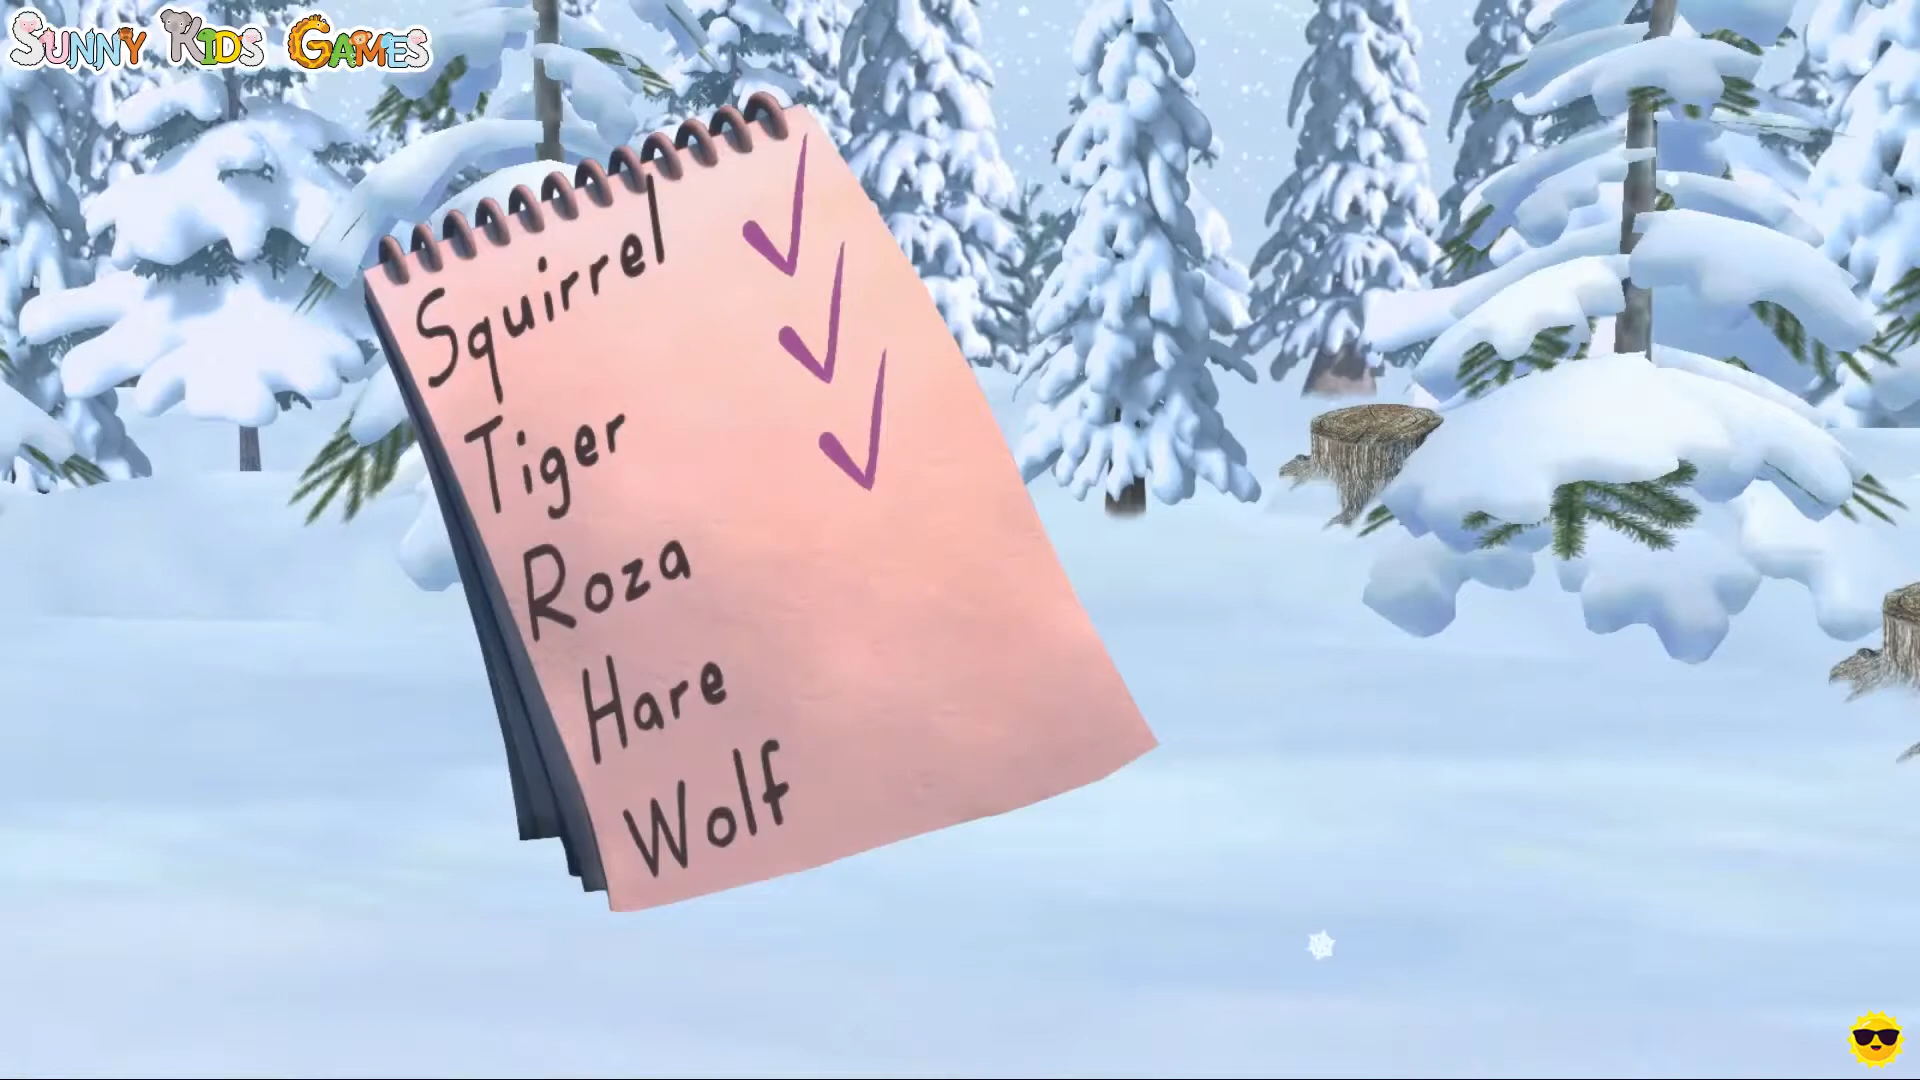 SUNNY KIDS GAMES
Squirrel
Tiger
Roza
Hare
Wolf